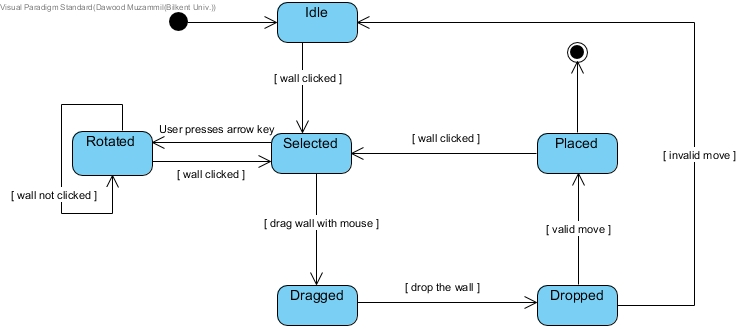 Visual Paradigm Standard(Dawood Muzammil(Bilkent Univ.))
Idle
[ wall clicked ]
User presses arrow key
Rotated
Selected
[ wall clicked ]
Placed
[ invalid move ]
[ wall clicked ]
[ wall not clicked ]
[ drag wall with mouse ]
[ valid move ]
[ drop the wall ]
Dragged
Dropped